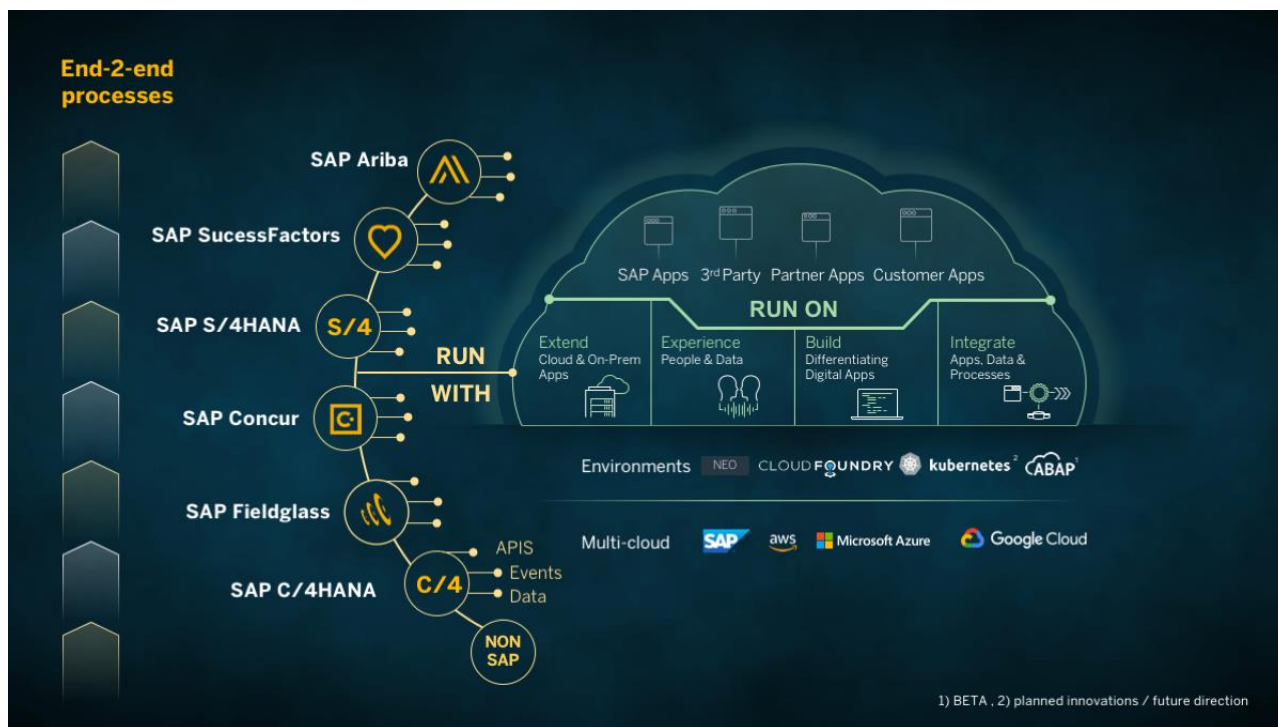 End-2-end
processes
SAP Ariba
SAP SucessFactors
SAP S/4HANA
S/4
RUN
WITH
SAP Concur
C
SAP Fieldglass
SAP C/4HANA
C/4
APIS
Events
Data
NON
SAP
SAP Apps 3rd Party Partner Apps Customer Apps
RUN ON
Extend
Cloud & On-Prem
Apps
Experience
People & Data
Build
Differentiating
Digital Apps
Integrate
Apps, Data &
Processes
Environments NEO CLOUDFOUNDRY kubernetes 2 ABAP 1
Multi-cloud SAP aws Microsoft Azure Google Cloud
1) BETA , 2) planned innovations / future direction